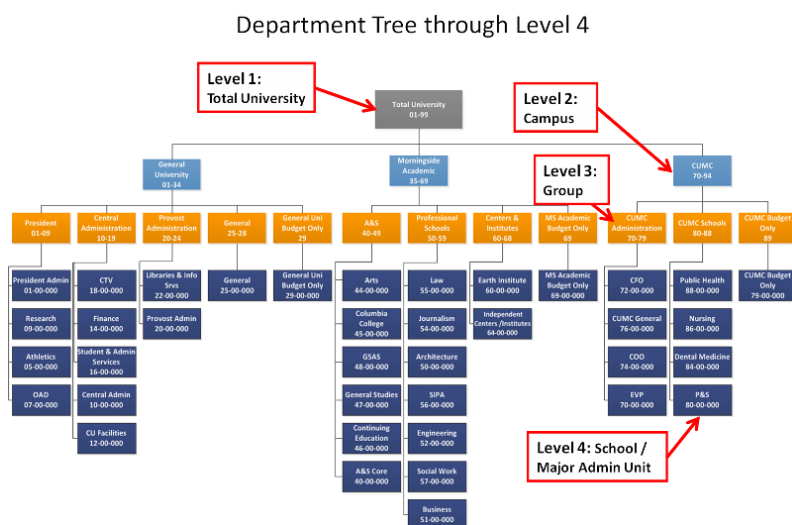 Department Tree through Level 4
Level 1:
Total University
Total University
01-99
Level 2:
Campus
General
University
01-34
Morningside
Academic
35-69
CUMC
70-94
Level 3:
Group
President
01-09
Central
Administration
10-19
Provost
Administration
20-24
General
25-28
General Uni
Budget Only
29
A&S
40-49
Professional
Schools
50-59
Centers &
Institutes
60-68
MS Academic
Budget Only
69
CUMC
Administration
70-79
CUMC Schools
80-88
CUMC Budget
Only
89
President Admin
01-00-000
CTV
18-00-000
Libraries & Info
Srvs
22-00-000
General
25-00-000
General Uni
Budget Only
29-00-000
Arts
44-00-000
Law
55-00-000
Earth Institute
60-00-000
MS Academic
Budget Only
69-00-000
CFO
72-00-000
Public Health
88-00-000
CUMC Budget
Only
79-00-000
Research
09-00-000
Finance
14-00-000
Provost Admin
20-00-000
Columbia
College
45-00-000
Journalism
54-00-000
Independent
Centers /Institutes
64-00-000
CUMC General
76-00-000
Nursing
86-00-000
Athletics
05-00-000
Student & Admin
Services
16-00-000
GSAS
48-00-000
Architecture
50-00-000
COO
74-00-000
Dental Medicine
84-00-000
OAD
07-00-000
Central Admin
10-00-000
General Studies
47-00-000
SIPA
56-00-000
EVP
70-00-000
P&S
80-00-000
CU Facilities
12-00-000
Continuing
Education
46-00-000
Engineering
52-00-000
Level 4: School /
Major Admin Unit
A&S Core
40-00-000
Social Work
57-00-000
Business
51-00-000